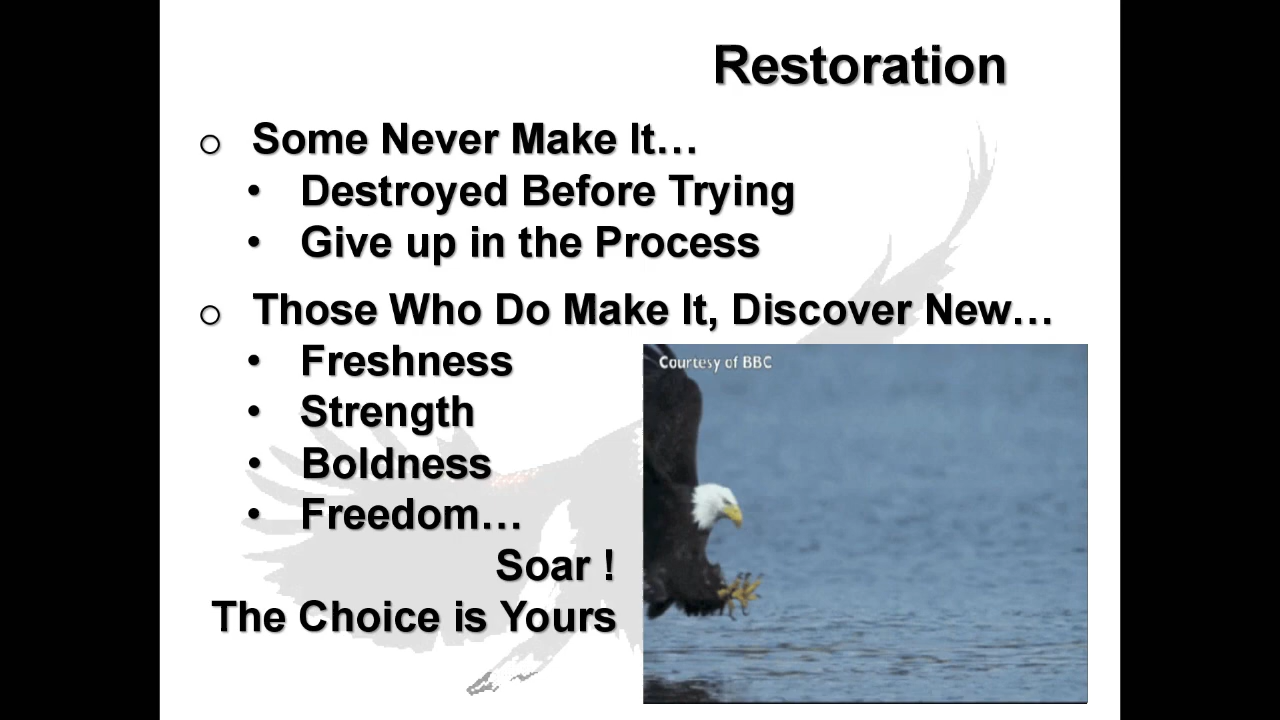 Restoration
o Some Never Make It…
• Destroyed Before Trying
• Give up in the Process
o Those Who Do Make It, Discover New…
• Freshness
• Strength
• Boldness
• Freedom…
Soar !
The Choice is Yours
Courtesy of BBC